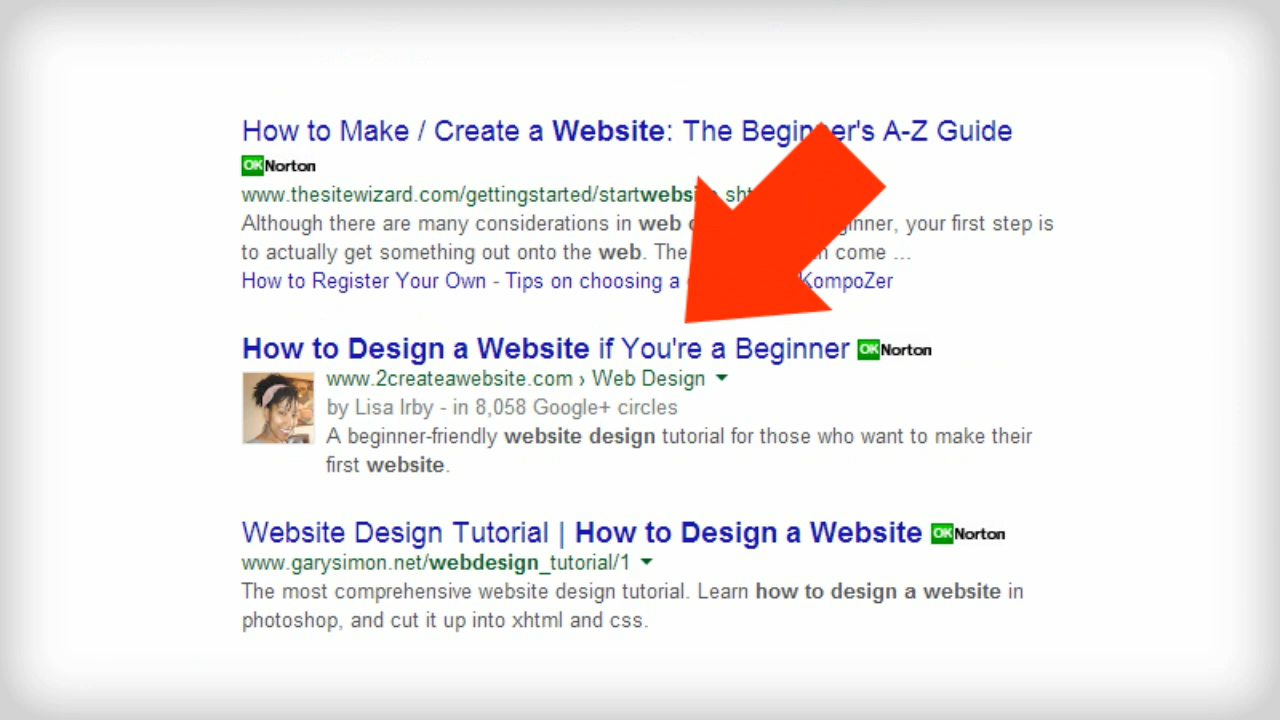 How to Make / Create a Website: The Beginner's A-Z Guide
OK Norton
www.thesitewizard.com/gettingstarted/startwebsite.sht
Although there are many considerations in web your first step is
to actually get something out onto the web. The come ...
How to Register Your Own - Tips on choosing a KompoZer
How to Design a Website if You're a Beginner OK Norton
www.2createawebsite.com › Web Design
by Lisa Irby - in 8,058 Google+ circles
A beginner-friendly website design tutorial for those who want to make their
first website.
Website Design Tutorial | How to Design a Website OK Norton
www.garysimon.net/webdesign_tutorial/1
The most comprehensive website design tutorial. Learn how to design a website in
photoshop, and cut it up into xhtml and css.